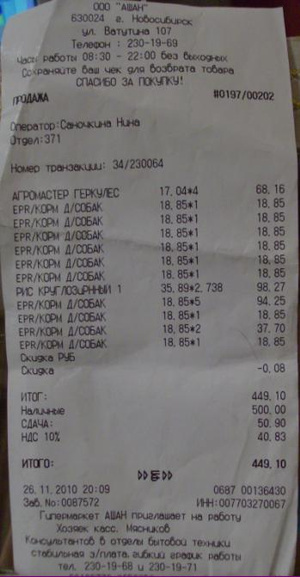 ООО "АШАН"
630024 г. Новосибирск
ул. Ватутина 107
Телефон : 230-19-69
Часы работы 08:30 - 22:00 без выходных
Сохраняйте ваш чек для возврата товара
СПАСИБО ЗА ПОКУПКУ!
ПРОДАЖА #0197/00202
Оператор:Саночкина Нина
Отдел:371
Номер транзакции: 34/230064
АГРОМАСТЕР ГЕРКУЛЕС 17,04*4 68,16
EPR/КОРМ Д/СОБАК 18,85*1 18,85
EPR/КОРМ Д/СОБАК 18,85*1 18,85
EPR/КОРМ Д/СОБАК 18,85*1 18,85
EPR/КОРМ Д/СОБАК 18,85*1 18,85
EPR/КОРМ Д/СОБАК 18,85*1 18,85
EPR/КОРМ Д/СОБАК 18,85*1 18,85
РИС КРУГЛОЗЫРННЫЙ 1 35,89*2,738 98,27
EPR/КОРМ Д/СОБАК 18,85*5 94,25
EPR/КОРМ Д/СОБАК 18,85*1 18,85
EPR/КОРМ Д/СОБАК 18,85*2 37,70
EPR/КОРМ Д/СОБАК 18,85*1 18,85
Скидка РУБ
Скидка -0,08
ИТОГ: 449,10
Наличные 500,00
СДАЧА: 50,90
НДС 10% 40,83
ИТОГО: 449,10
26.11.2010 20:09 0687 00136430
Зав. No:0087572 ИНН:007703270067
Гипермаркет АШАН приглашает на работу
Хозяек касс, Мясников
Консультантов в отделы бытовой техники
стабильная з/плата,гибкий график работы
тел. 230-19-68 и 230-19-71